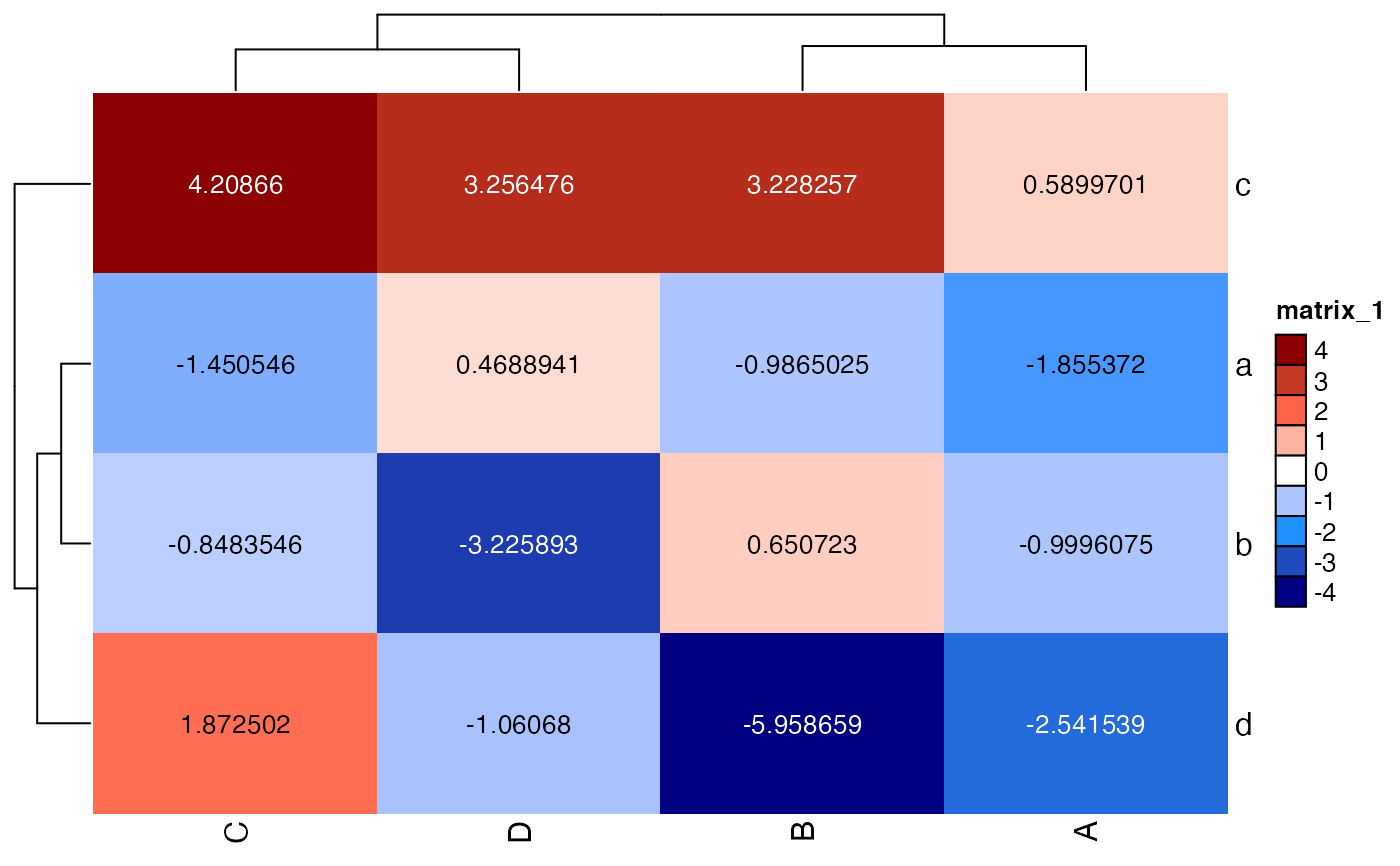 4.20866 3.256476 3.228257 0.5899701 c
-1.450546 0.4688941 -0.9865025 -1.855372 a
-0.8483546 -3.225893 0.650723 -0.9996075 b
1.872502 -1.06068 -5.958659 -2.541539 d
C D B A
matrix_1
4
3
2
1
0
-1
-2
-3
-4